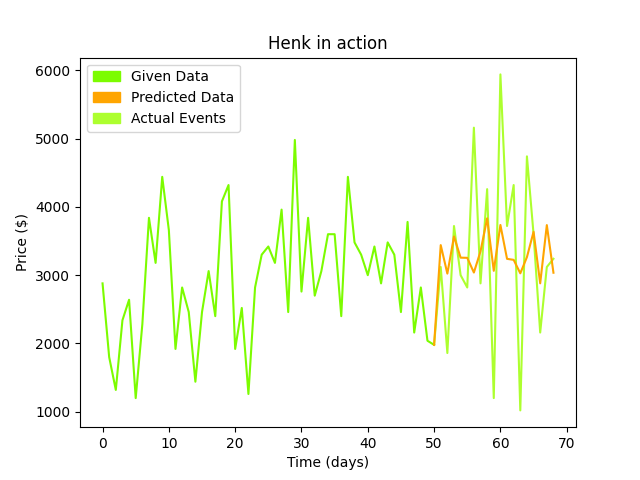 Henk in action
Given Data
Predicted Data
Actual Events
Price ($)
6000
5000
4000
3000
2000
1000
0 10 20 30 40 50 60 70
Time (days)